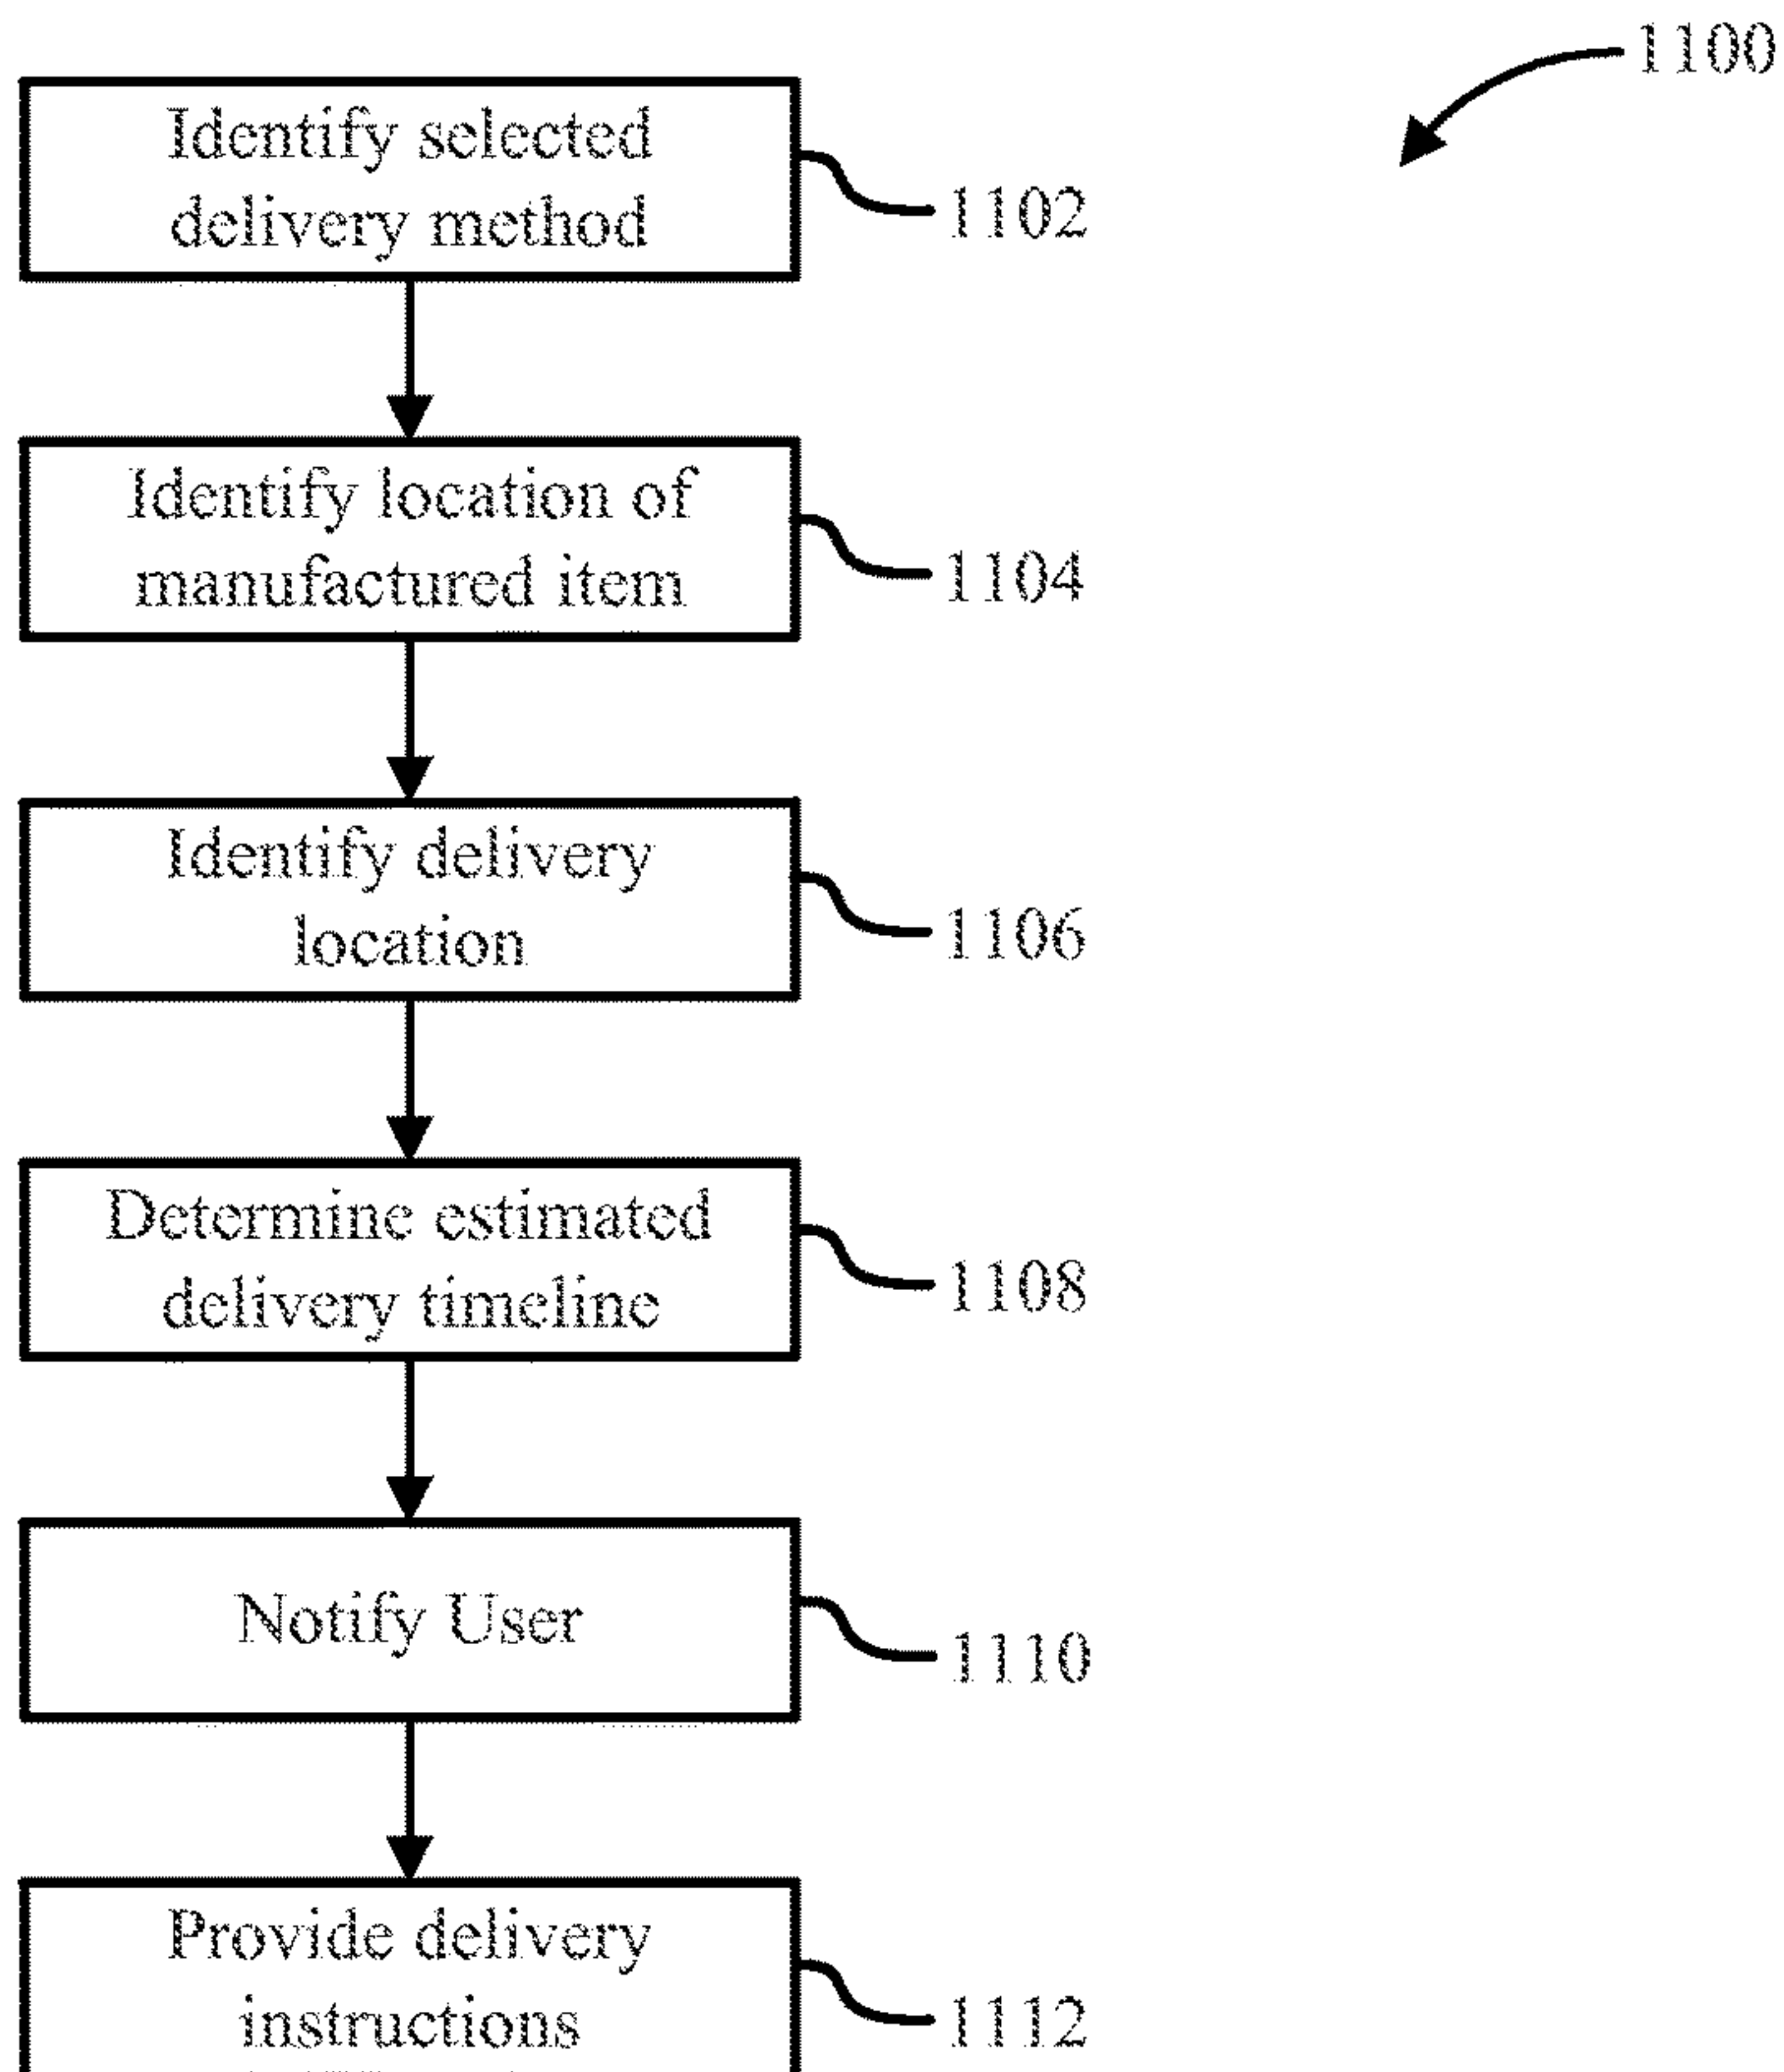 1100
Identify selected
delivery method
1102
Identify location of
manufactured item
1104
Identify delivery
location
1106
Determine estimated
delivery timeline
1108
Notify User
1110
Provide delivery
instructions
1112